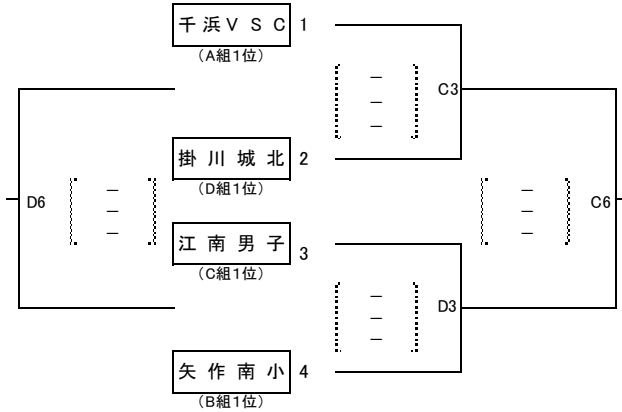 千浜ＶＳＣ 1
（A組1位）
－
－
－
C3
掛川城北 2
（D組1位）
D6
－
－
－
－
－
－
C6
江南男子 3
（C組1位）
－
－
－
D3
矢作南小 4
（B組1位）